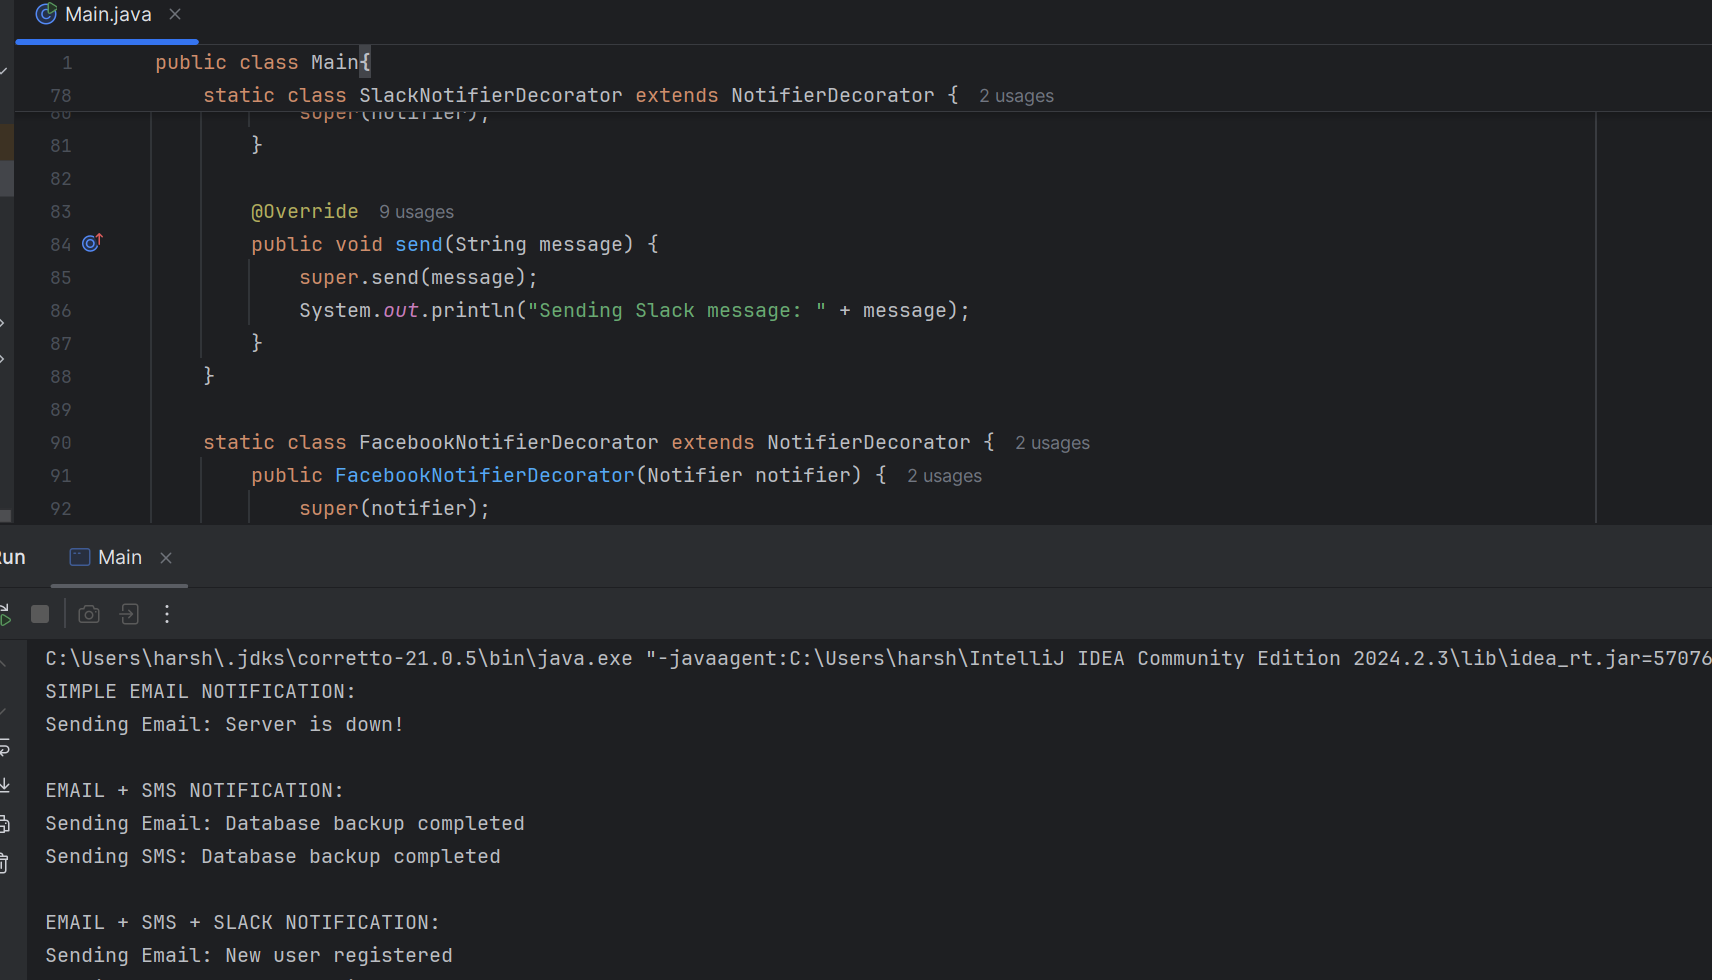 Main.java
1 public class Main{
78 static class SlackNotifierDecorator extends NotifierDecorator { 2 usages
80 super(notifier);
81 }
82
83 @Override 9 usages
84 public void send(String message) {
85 super.send(message);
86 System.out.println("Sending Slack message: " + message);
87 }
88 }
89
90 static class FacebookNotifierDecorator extends NotifierDecorator { 2 usages
91 public FacebookNotifierDecorator(Notifier notifier) { 2 usages
92 super(notifier);
un Main
C:\Users\harsh\.jdks\corretto-21.0.5\bin\java.exe "-javaagent:C:\Users\harsh\IntelliJ IDEA Community Edition 2024.2.3\lib\idea_rt.jar=57076
SIMPLE EMAIL NOTIFICATION:
Sending Email: Server is down!
EMAIL + SMS NOTIFICATION:
Sending Email: Database backup completed
Sending SMS: Database backup completed
EMAIL + SMS + SLACK NOTIFICATION:
Sending Email: New user registered